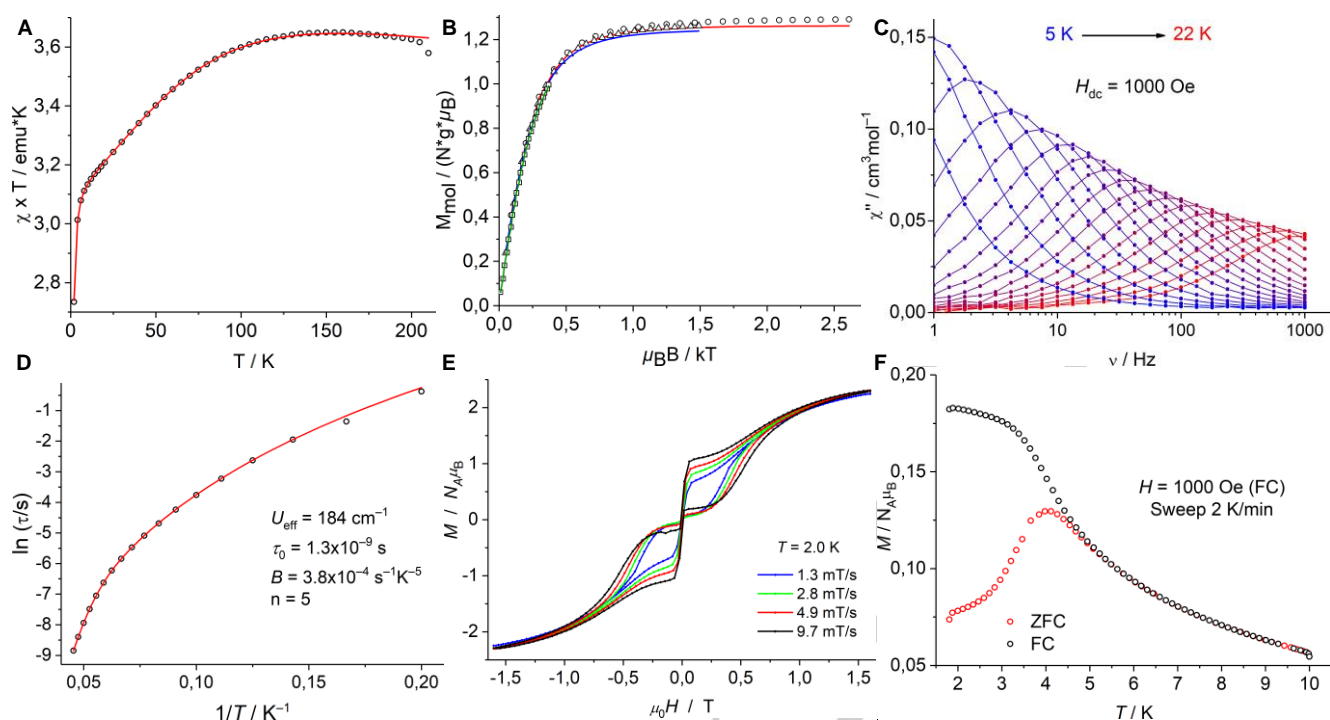 A
χ x T / emu*K
3,6
3,4
3,2
3,0
2,8
0
50
100
150
200
T / K
B
M_mol / (N*g*μ_B)
1,4
1,2
1,0
0,8
0,6
0,4
0,2
0,0
0,0
0,5
1,0
1,5
2,0
2,5
μ_BB / kT
C
5 K → 22 K
H_dc = 1000 Oe
χ'' / cm³mol⁻¹
0,15
0,10
0,05
0,00
1
10
100
1000
ν / Hz
D
ln (τ/s)
-1
-2
-3
-4
-5
-6
-7
-8
-9
U_eff = 184 cm⁻¹
τ₀ = 1.3x10⁻⁹ s
B = 3.8x10⁻⁴ s⁻¹K⁻⁵
n = 5
0,05
0,10
0,15
0,20
1/T / K⁻¹
E
M / N_Aμ_B
2
1
0
-1
-2
T = 2.0 K
1.3 mT/s
2.8 mT/s
4.9 mT/s
9.7 mT/s
-1,5
-1,0
-0,5
0,0
0,5
1,0
1,5
μ₀H / T
F
M / N_Aμ_B
0,20
0,15
0,10
0,05
H = 1000 Oe (FC)
Sweep 2 K/min
ZFC
FC
2
3
4
5
6
7
8
9
10
T / K